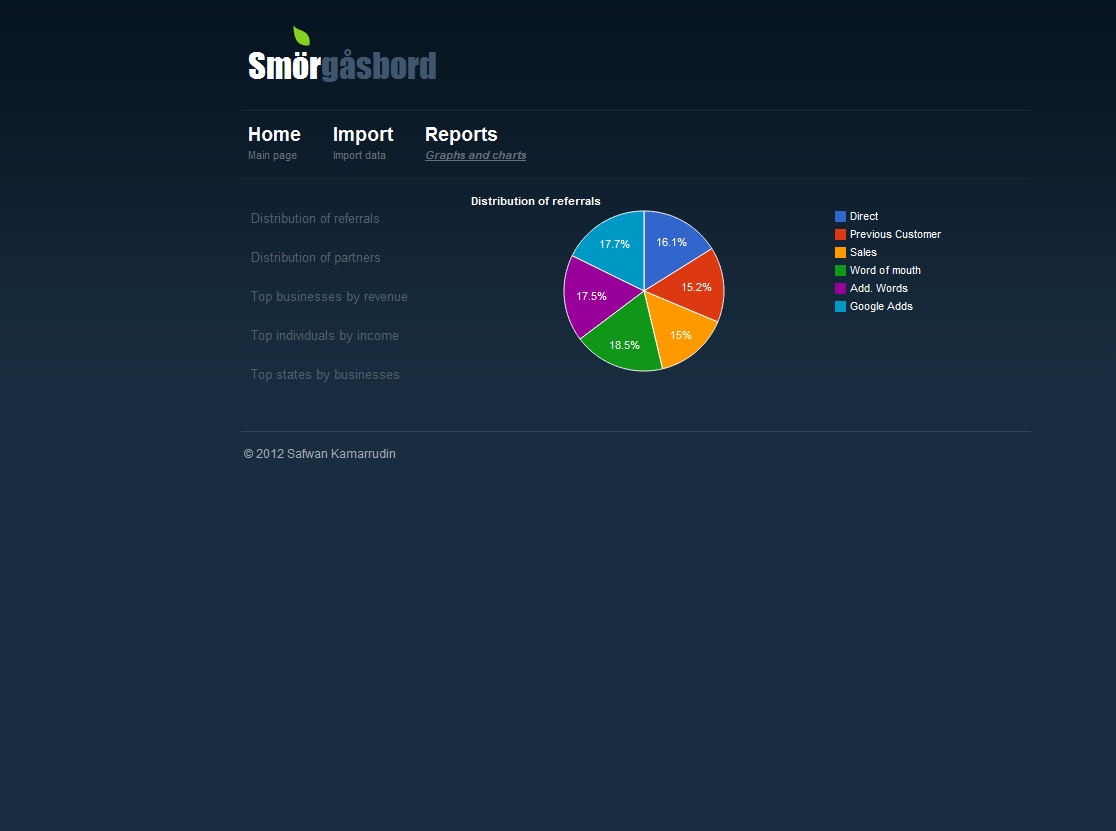 Smörgåsbord
Home Import Reports
Main page Import data Graphs and charts
Distribution of referrals
Distribution of partners
Top businesses by revenue
Top individuals by income
Top states by businesses
Distribution of referrals
16.1%
15.2%
15%
18.5%
17.5%
17.7%
Direct
Previous Customer
Sales
Word of mouth
Add. Words
Google Adds
© 2012 Safwan Kamarrudin